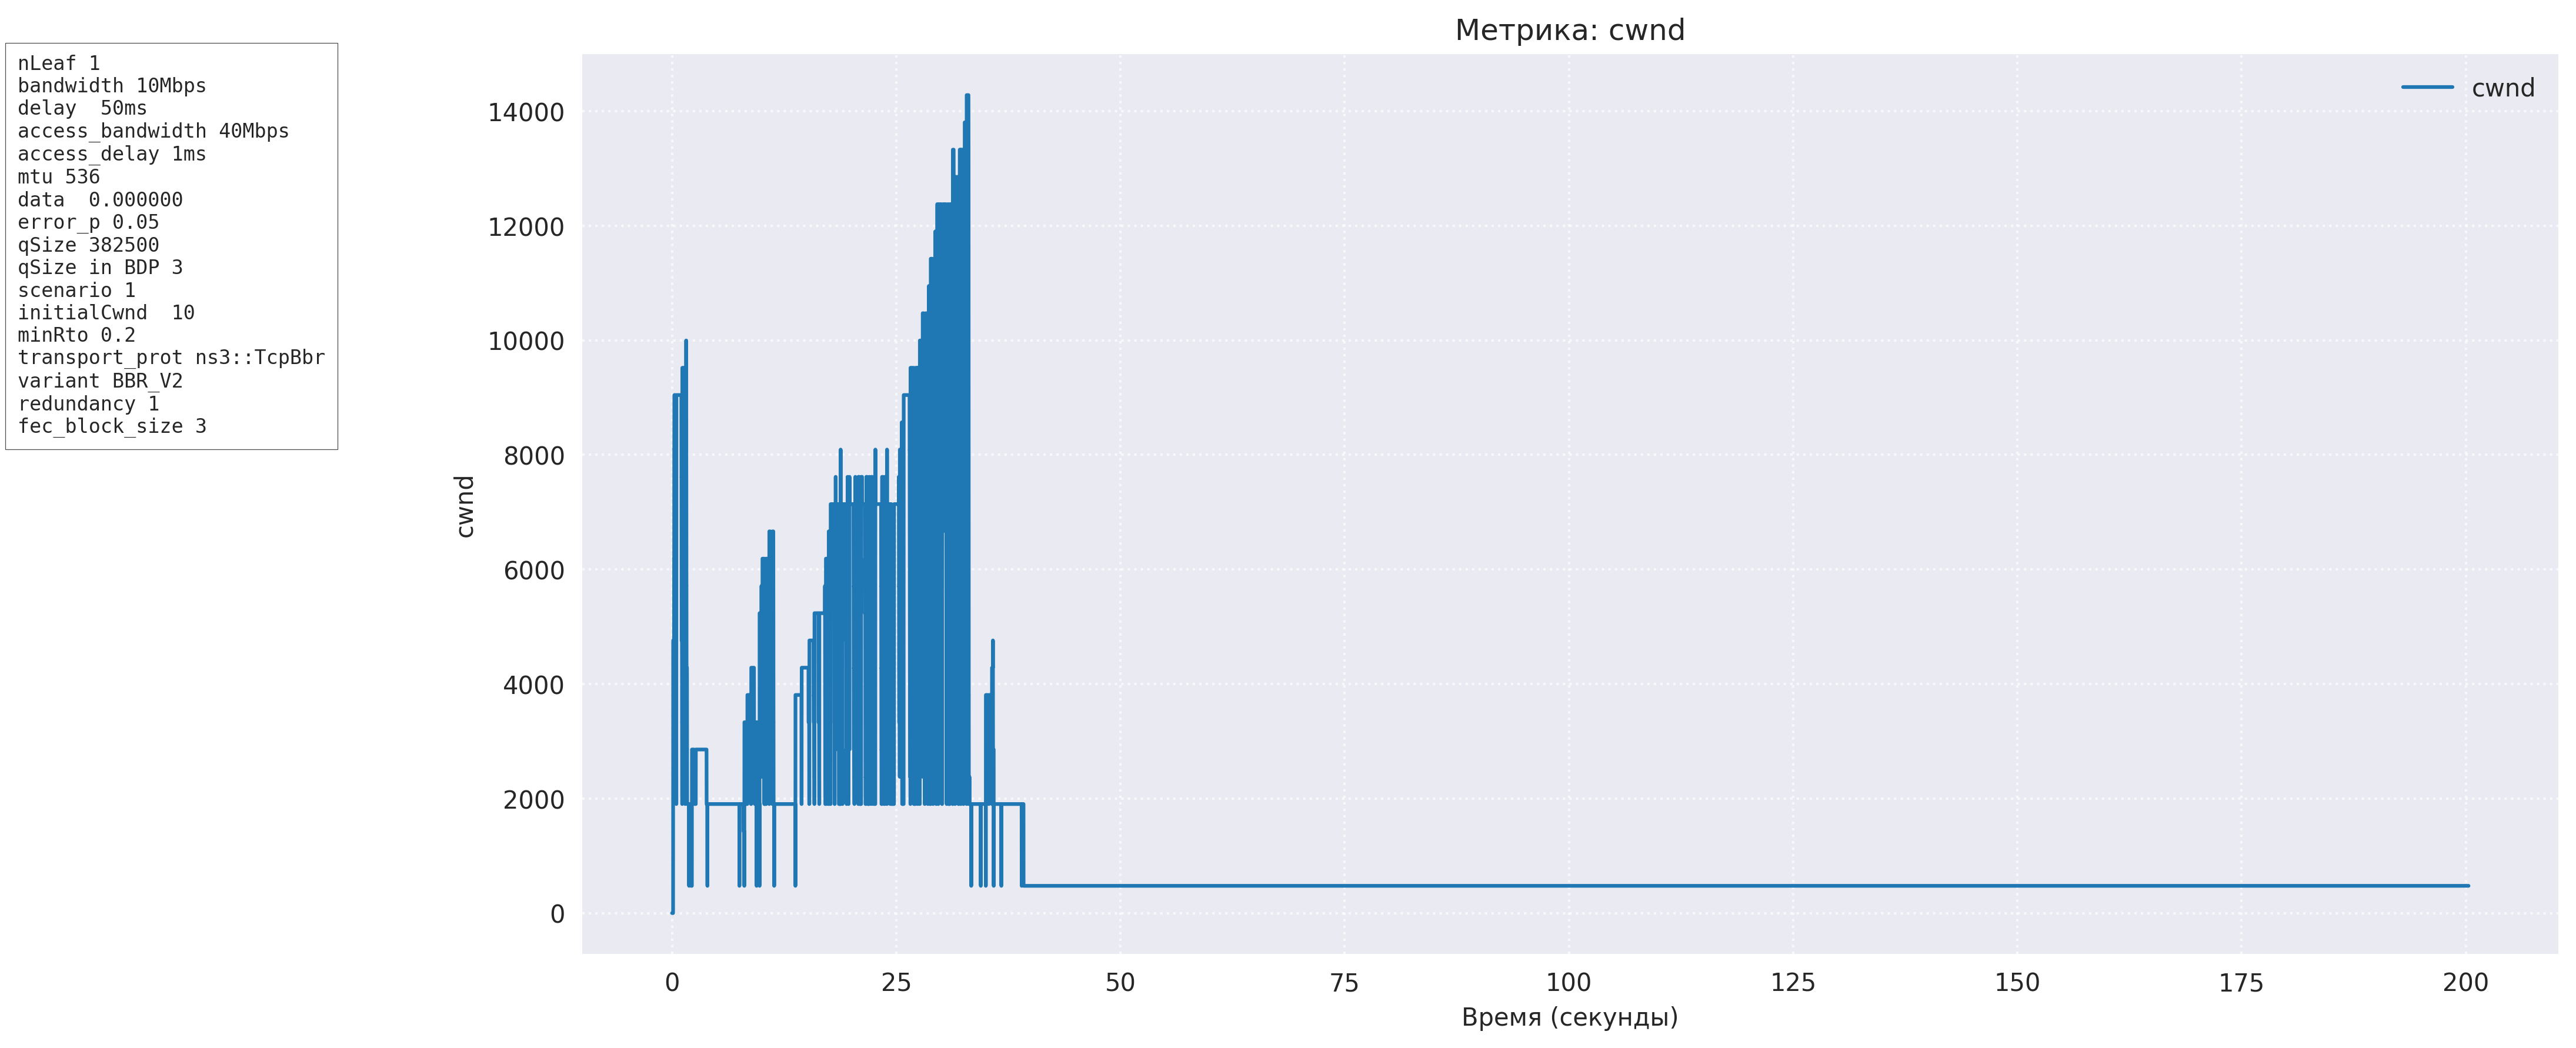 Метрика: cwnd
nLeaf 1
bandwidth 10Mbps
delay  50ms
access_bandwidth 40Mbps
access_delay 1ms
mtu 536
data  0.000000
error_p 0.05
qSize 382500
qSize in BDP 3
scenario 1
initialCwnd  10
minRto 0.2
transport_prot ns3::TcpBbr
variant BBR_V2
redundancy 1
fec_block_size 3
cwnd
14000
12000
10000
8000
6000
4000
2000
0
cwnd
0 25 50 75 100 125 150 175 200
Время (секунды)